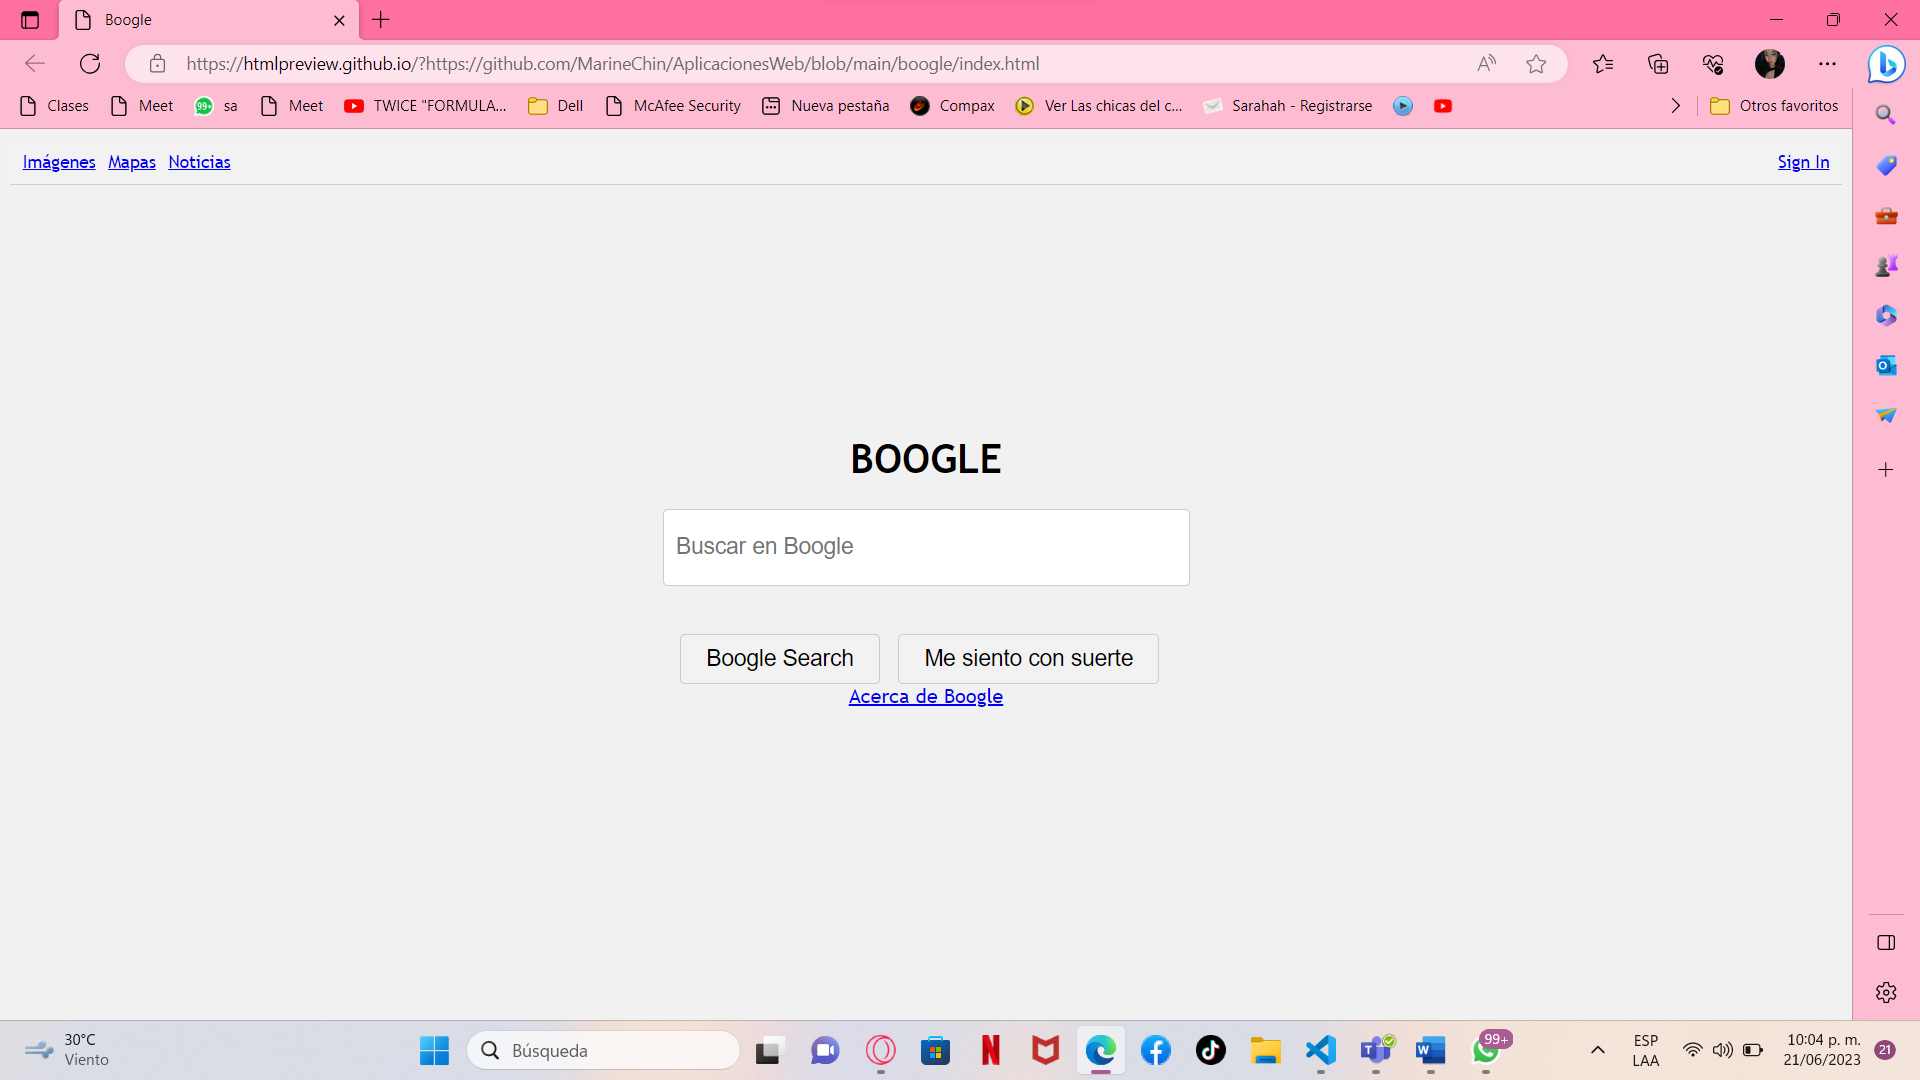 Boogle
https://htmlpreview.github.io/?https://github.com/MarineChin/AplicacionesWeb/blob/main/boogle/index.html
Clases Meet 99+ sa Meet TWICE "FORMULA... Dell McAfee Security Nueva pestaña Compax Ver Las chicas del c... Sarahah - Registrarse Otros favoritos
Imágenes Mapas Noticias Sign In
BOOGLE
Buscar en Boogle
Boogle Search Me siento con suerte
Acerca de Boogle
30°C
Viento
Búsqueda
99+
ESP
LAA
10:04 p. m.
21/06/2023
21